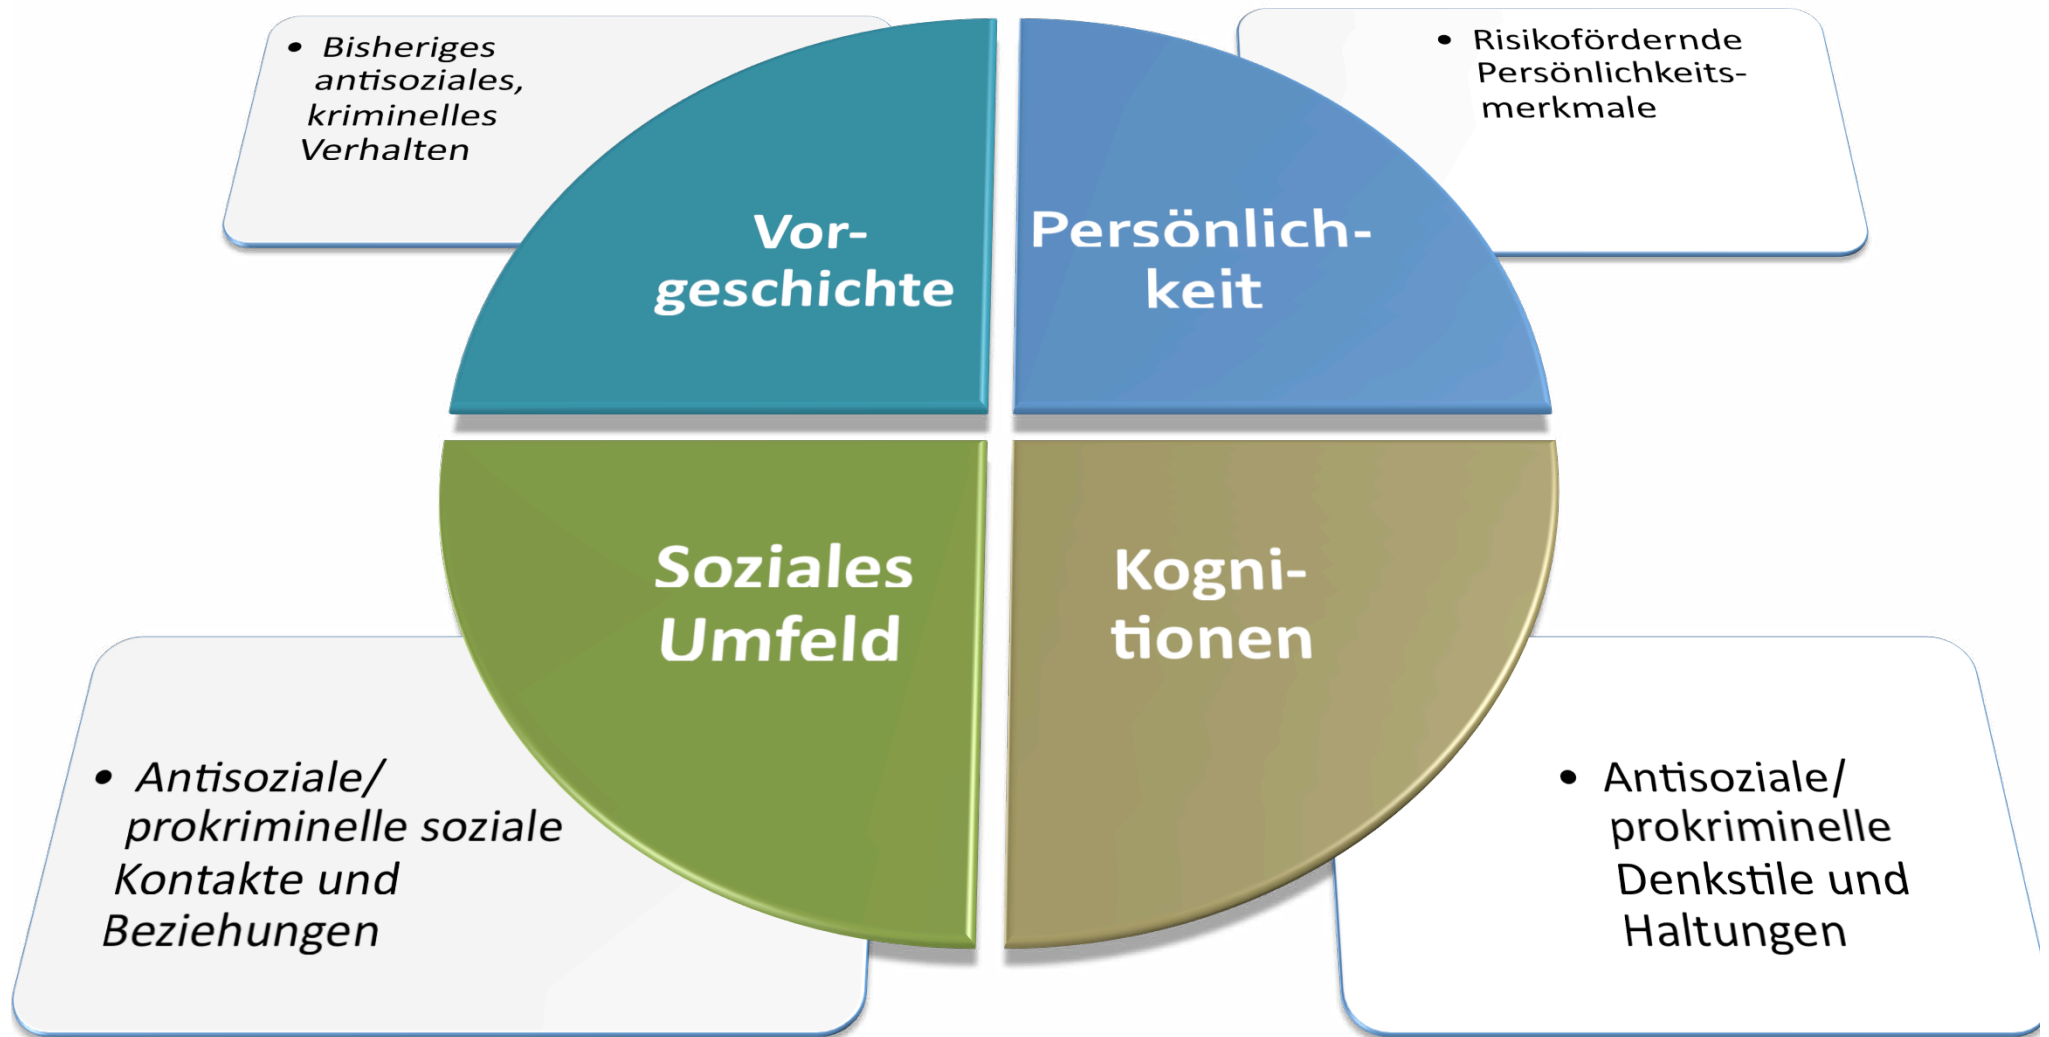 • Bisheriges
antisoziales,
kriminelles
Verhalten
• Risikofördernde
Persönlichkeits-
merkmale
Vor-
geschichte
Persönlich-
keit
Soziales
Umfeld
Kogni-
tionen
• Antisoziale/
prokriminelle soziale
Kontakte und
Beziehungen
• Antisoziale/
prokriminelle
Denkstile und
Haltungen